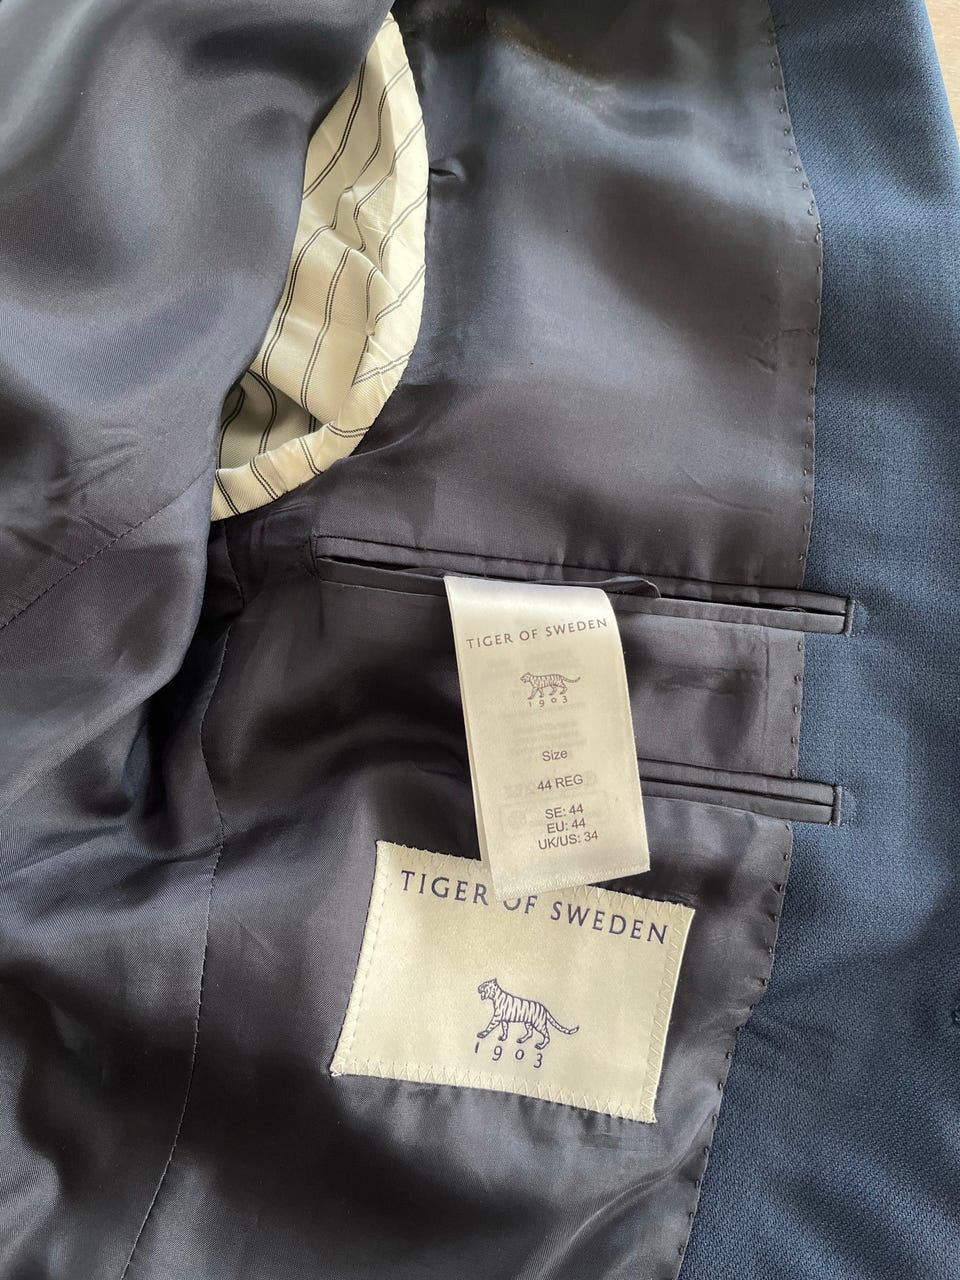 TIGER OF SWEDEN
1903
Size
44 REG
SE: 44
EU: 44
UK/US: 34
TIGER OF SWEDEN
1903